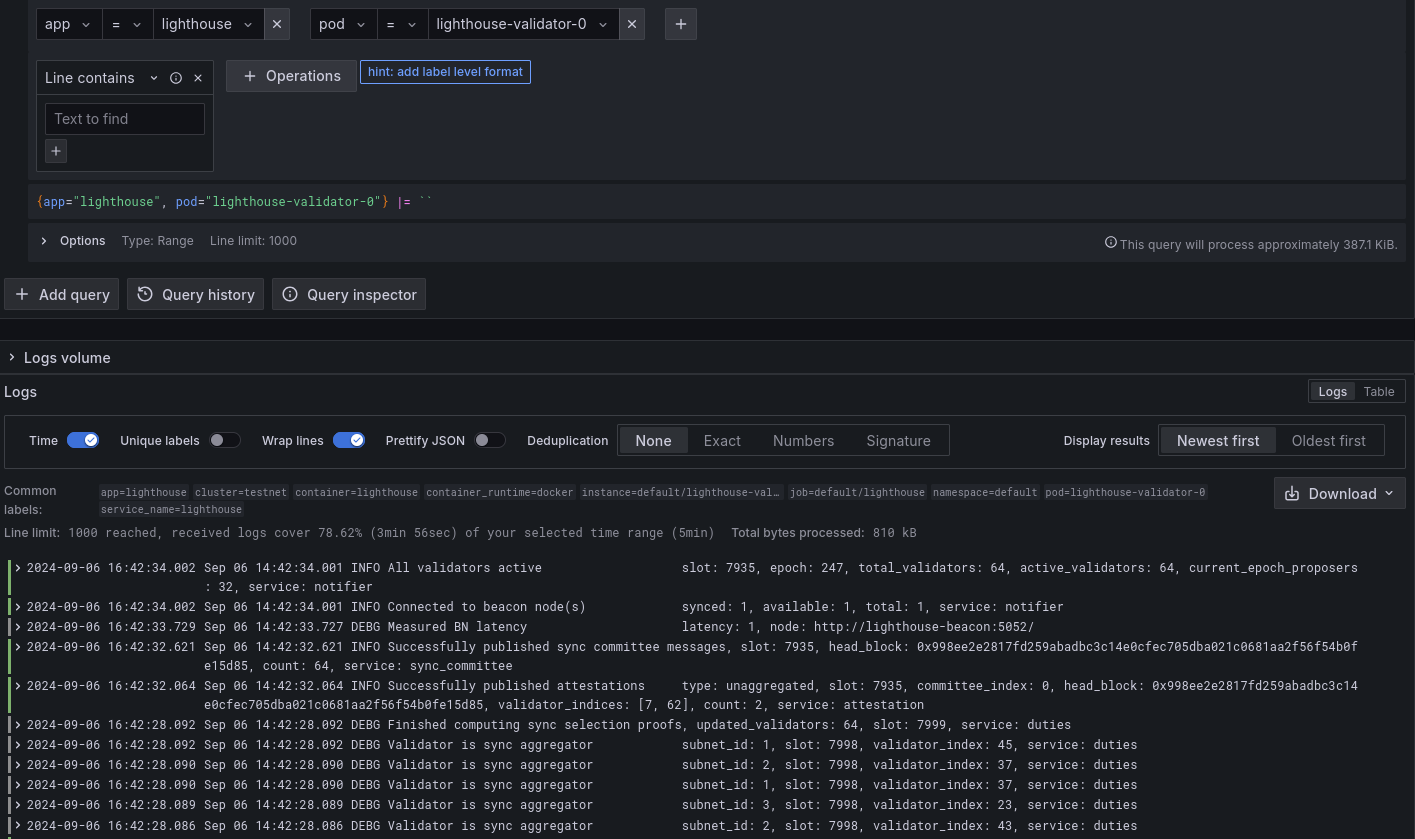 app = lighthouse × pod = lighthouse-validator-0 × +
Line contains × + Operations hint: add label level format
Text to find
+
{app="lighthouse", pod="lighthouse-validator-0"} |= ``
Options Type: Range Line limit: 1000 This query will process approximately 387.1 KiB.
+ Add query Query history Query inspector
Logs volume
Logs Logs Table
Time Unique labels Wrap lines Prettify JSON Deduplication None Exact Numbers Signature Display results Newest first Oldest first
Common labels: app=lighthouse cluster=testnet container=lighthouse container_runtime=docker instance=default/lighthouse-val… job=default/lighthouse namespace=default pod=lighthouse-validator-0 Download
service_name=lighthouse
Line limit: 1000 reached, received logs cover 78.62% (3min 56sec) of your selected time range (5min) Total bytes processed: 810 kB
2024-09-06 16:42:34.002 Sep 06 14:42:34.001 INFO All validators active slot: 7935, epoch: 247, total_validators: 64, active_validators: 64, current_epoch_proposers
: 32, service: notifier
2024-09-06 16:42:34.002 Sep 06 14:42:34.001 INFO Connected to beacon node(s) synced: 1, available: 1, total: 1, service: notifier
2024-09-06 16:42:33.729 Sep 06 14:42:33.727 DEBG Measured BN latency latency: 1, node: http://lighthouse-beacon:5052/
2024-09-06 16:42:32.621 Sep 06 14:42:32.621 INFO Successfully published sync committee messages, slot: 7935, head_block: 0x998ee2e2817fd259abadbc3c14e0cfec705dba021c0681aa2f56f54b0f
e15d85, count: 64, service: sync_committee
2024-09-06 16:42:32.064 Sep 06 14:42:32.064 INFO Successfully published attestations type: unaggregated, slot: 7935, committee_index: 0, head_block: 0x998ee2e2817fd259abadbc3c14
e0cfec705dba021c0681aa2f56f54b0fe15d85, validator_indices: [7, 62], count: 2, service: attestation
2024-09-06 16:42:28.092 Sep 06 14:42:28.092 DEBG Finished computing sync selection proofs, updated_validators: 64, slot: 7999, service: duties
2024-09-06 16:42:28.092 Sep 06 14:42:28.092 DEBG Validator is sync aggregator subnet_id: 1, slot: 7998, validator_index: 45, service: duties
2024-09-06 16:42:28.090 Sep 06 14:42:28.090 DEBG Validator is sync aggregator subnet_id: 2, slot: 7998, validator_index: 37, service: duties
2024-09-06 16:42:28.090 Sep 06 14:42:28.090 DEBG Validator is sync aggregator subnet_id: 1, slot: 7998, validator_index: 37, service: duties
2024-09-06 16:42:28.089 Sep 06 14:42:28.089 DEBG Validator is sync aggregator subnet_id: 3, slot: 7998, validator_index: 23, service: duties
2024-09-06 16:42:28.086 Sep 06 14:42:28.086 DEBG Validator is sync aggregator subnet_id: 2, slot: 7998, validator_index: 43, service: duties